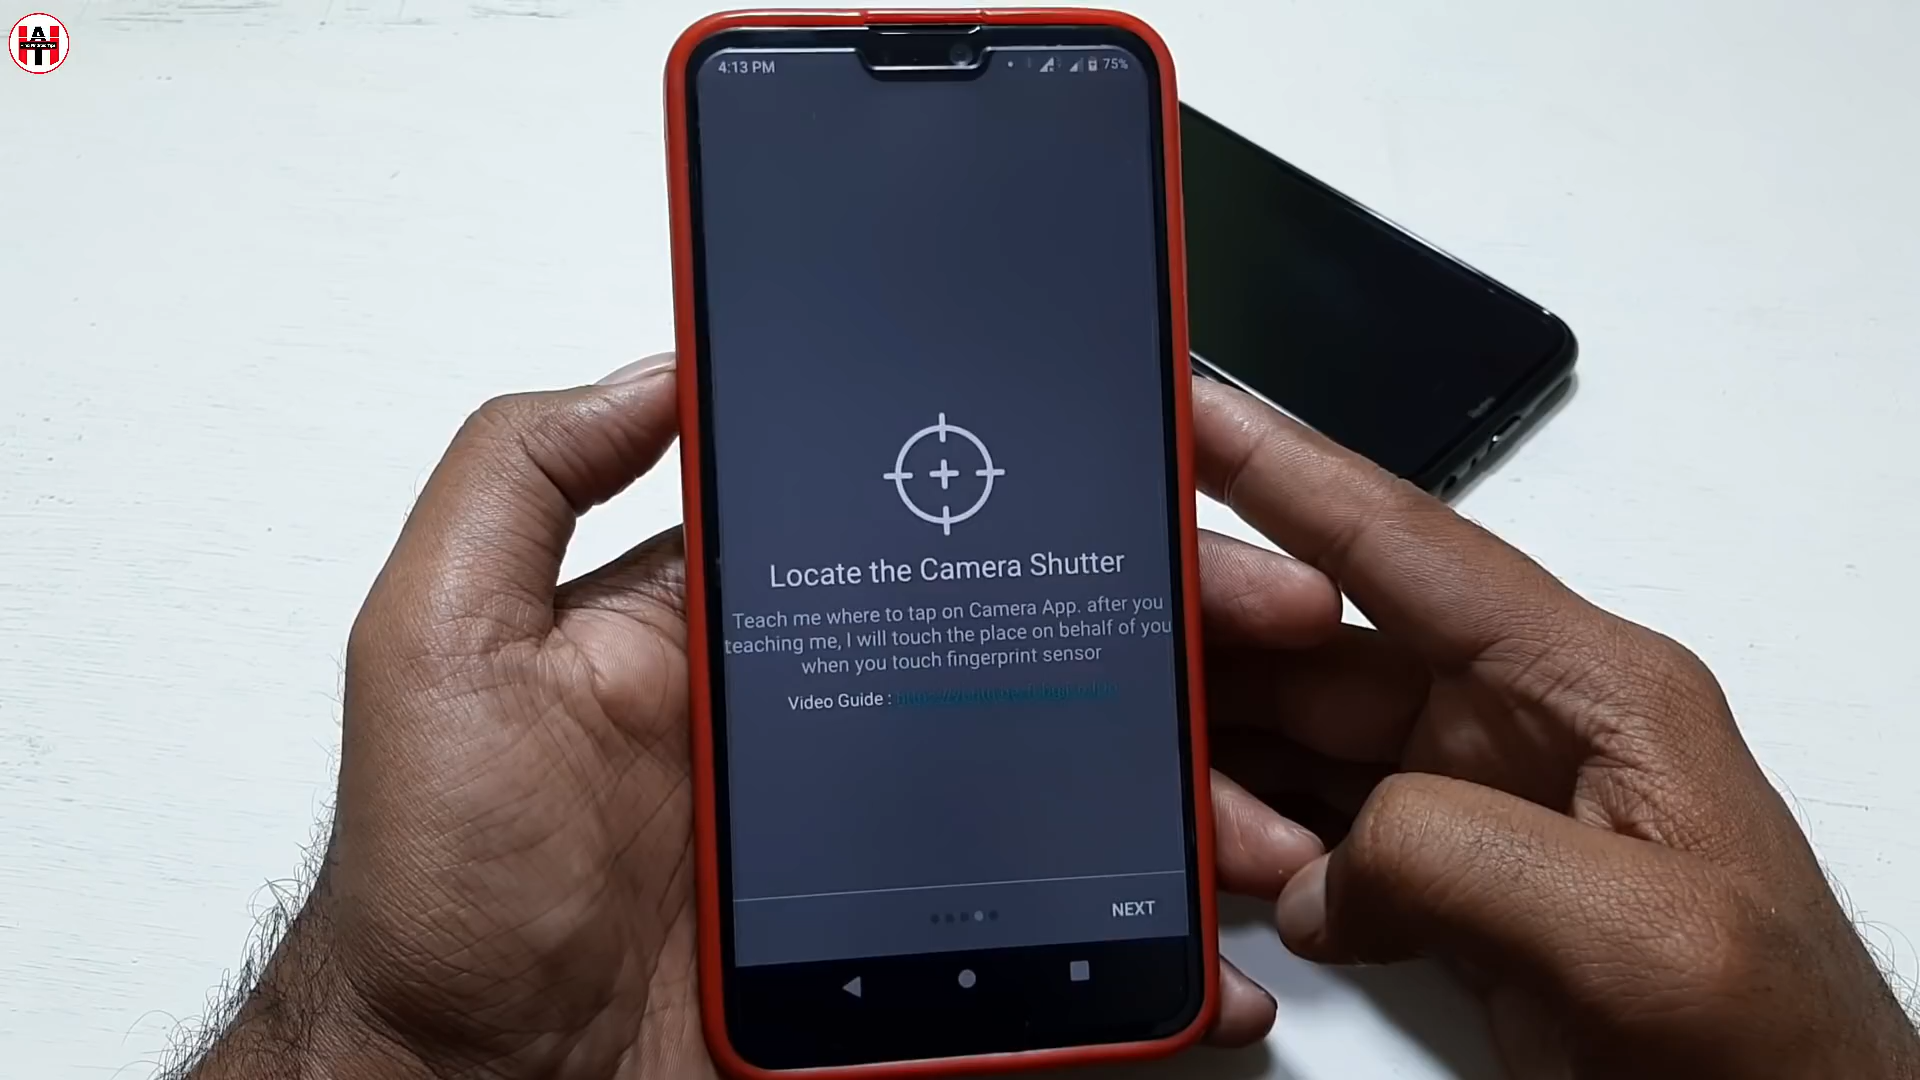 HAT
4:13 PM
75%
Locate the Camera Shutter
Teach me where to tap on Camera App. after you
teaching me, I will touch the place on behalf of you
when you touch fingerprint sensor
Video Guide :
NEXT